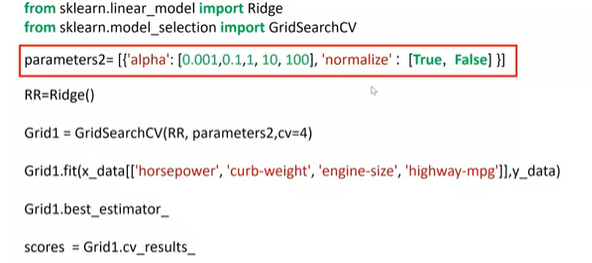 from sklearn.linear_model import Ridge
from sklearn.model_selection import GridSearchCV
parameters2= [{'alpha': [0.001,0.1,1, 10, 100], 'normalize' : [True, False] }]
RR=Ridge()
Grid1 = GridSearchCV(RR, parameters2,cv=4)
Grid1.fit(x_data[['horsepower', 'curb-weight', 'engine-size', 'highway-mpg']],y_data)
Grid1.best_estimator_
scores = Grid1.cv_results_